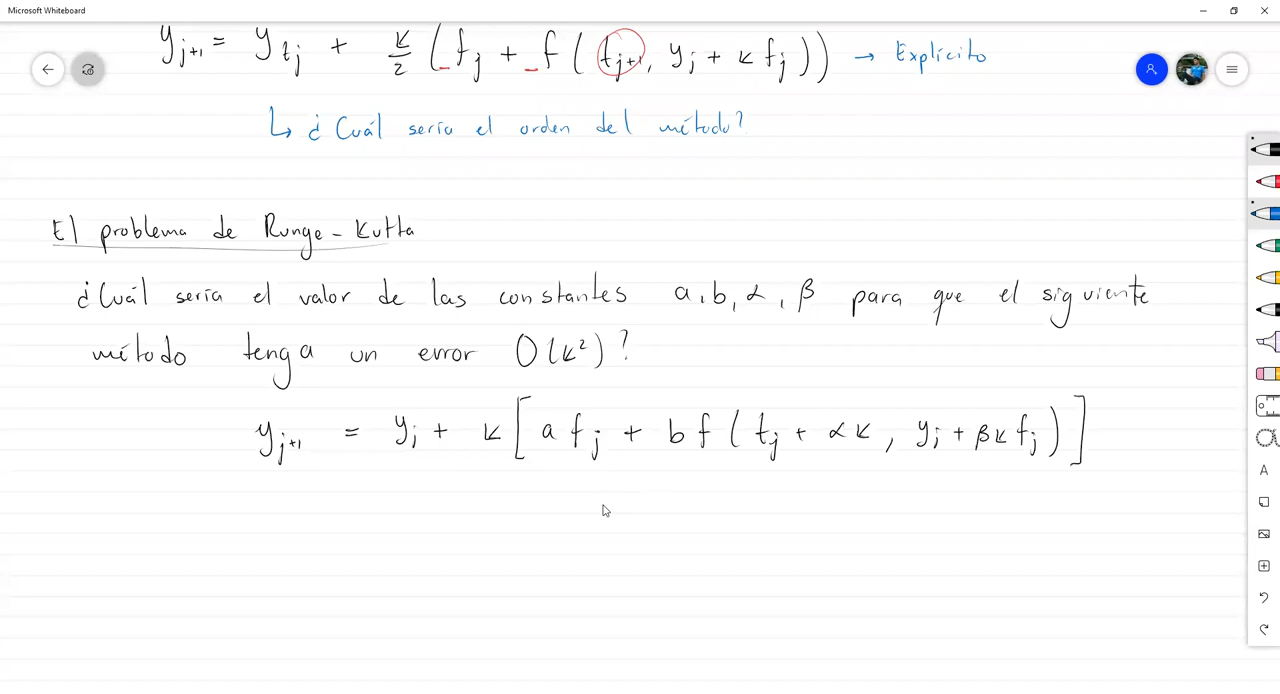 Microsoft Whiteboard
y_{j+1} = y_{tj} + k/2 ( f_j + f ( t_{j+1}, y_j + k f_j ) ) → Explícito
↳ ¿Cuál sería el orden del método?
El problema de Runge-Kutta
¿Cuál sería el valor de las constantes a, b, α, β para que el siguiente
método tenga un error O(k²)?
y_{j+1} = y_j + k [ a f_j + b f ( t_j + αk, y_j + βk f_j ) ]
A